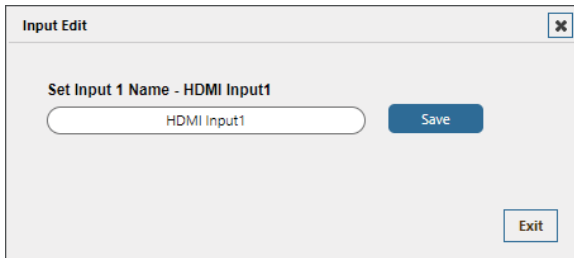 Input Edit
Set Input 1 Name - HDMI Input1
HDMI Input1
Save
Exit